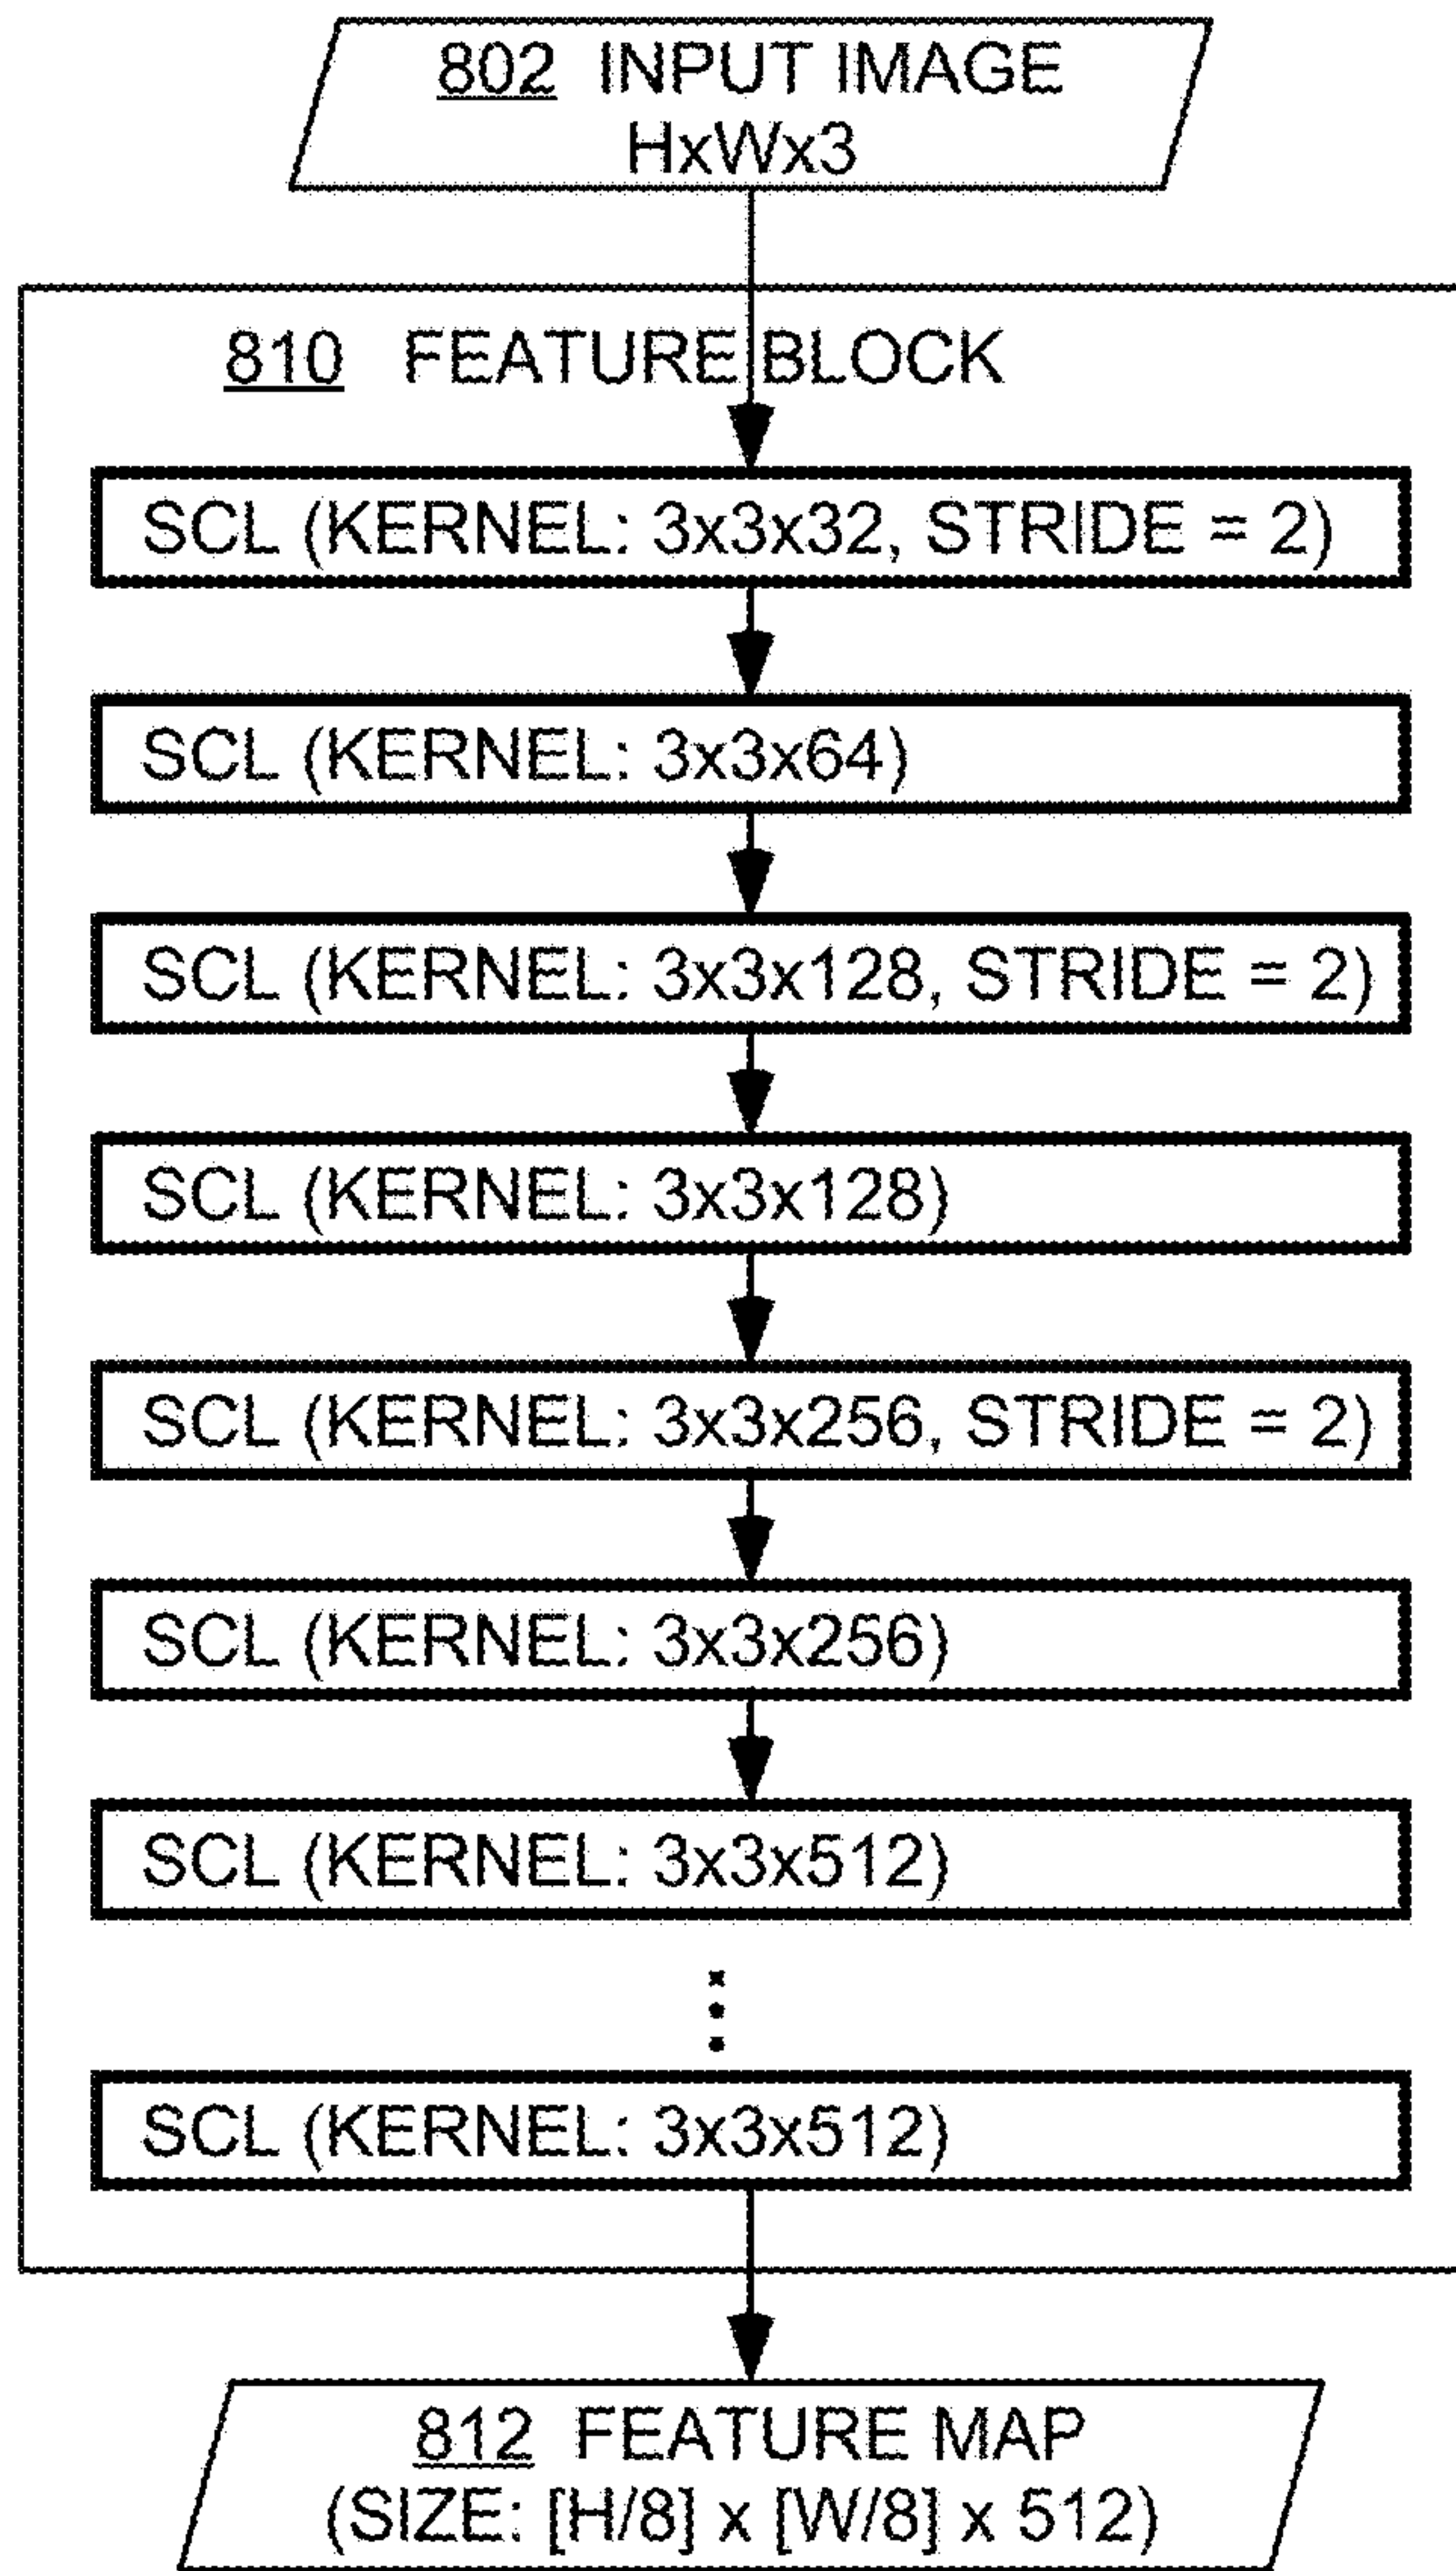 802 INPUT IMAGE
HxWx3
810 FEATURE BLOCK
SCL (KERNEL: 3x3x32, STRIDE = 2)
SCL (KERNEL: 3x3x64)
SCL (KERNEL: 3x3x128, STRIDE = 2)
SCL (KERNEL: 3x3x128)
SCL (KERNEL: 3x3x256, STRIDE = 2)
SCL (KERNEL: 3x3x256)
SCL (KERNEL: 3x3x512)
SCL (KERNEL: 3x3x512)
812 FEATURE MAP
(SIZE: [H/8] x [W/8] x 512)